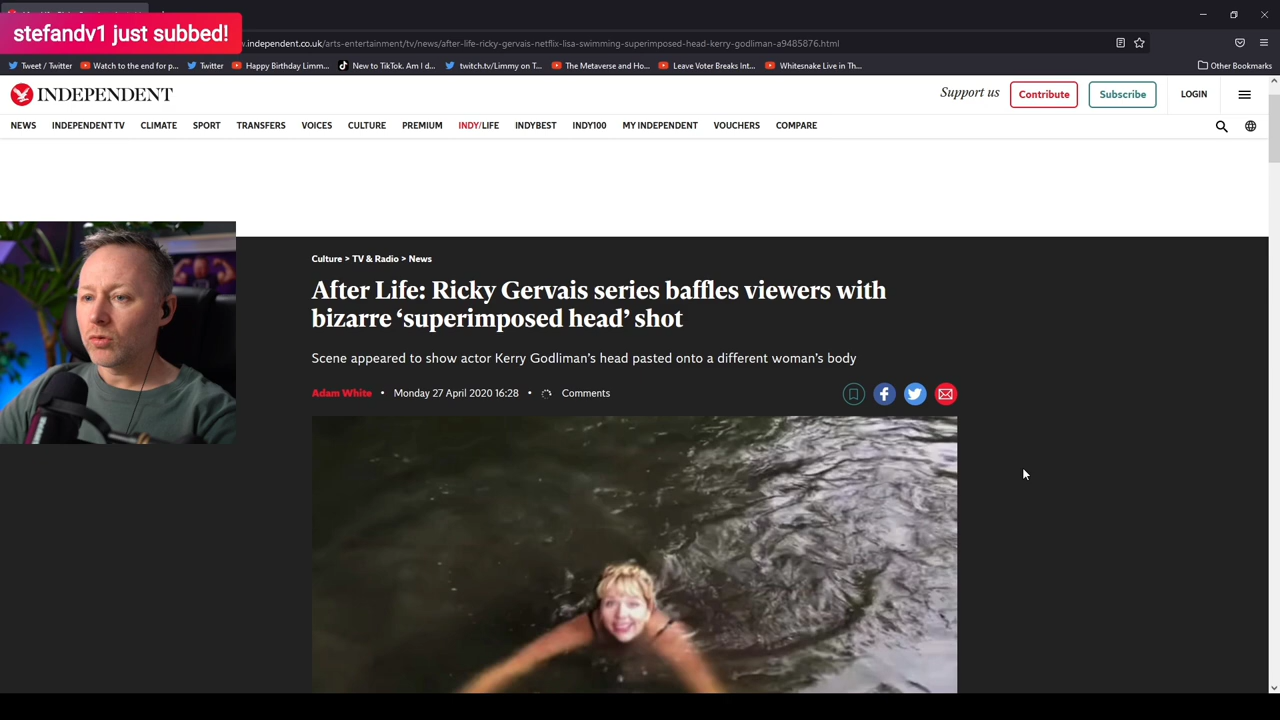 stefandv1 just subbed!
.independent.co.uk/arts-entertainment/tv/news/after-life-ricky-gervais-netflix-lisa-swimming-superimposed-head-kerry-godliman-a9485876.html
Tweet / Twitter Watch to the end for p... Twitter Happy Birthday Limm... New to TikTok. Am I d... twitch.tv/Limmy on T... The Metaverse and Ho... Leave Voter Breaks Int... Whitesnake Live in Th... Other Bookmarks
INDEPENDENT Support us Contribute Subscribe LOGIN
NEWS INDEPENDENT TV CLIMATE SPORT TRANSFERS VOICES CULTURE PREMIUM INDY/LIFE INDYBEST INDY100 MY INDEPENDENT VOUCHERS COMPARE
Culture > TV & Radio > News
After Life: Ricky Gervais series baffles viewers with
bizarre ‘superimposed head’ shot
Scene appeared to show actor Kerry Godliman’s head pasted onto a different woman’s body
Adam White • Monday 27 April 2020 16:28 • Comments